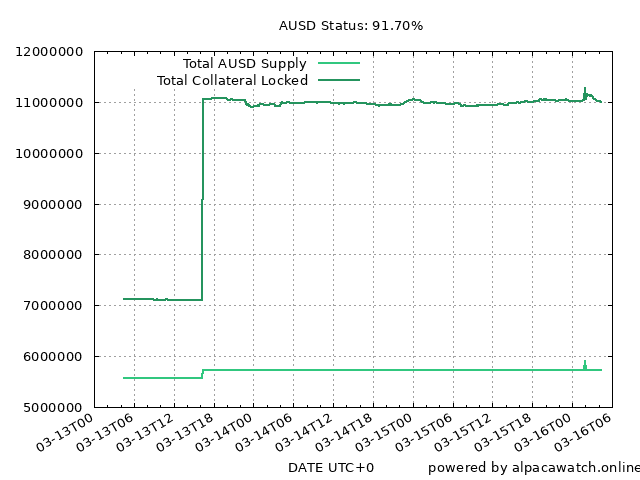 AUSD Status: 91.70%
12000000
Total AUSD Supply
Total Collateral Locked
11000000
10000000
9000000
8000000
7000000
6000000
5000000
03-13T00
03-13T06
03-13T12
03-13T18
03-14T00
03-14T06
03-14T12
03-14T18
03-15T00
03-15T06
03-15T12
03-15T18
03-16T00
03-16T06
DATE UTC+0
powered by alpacawatch.online